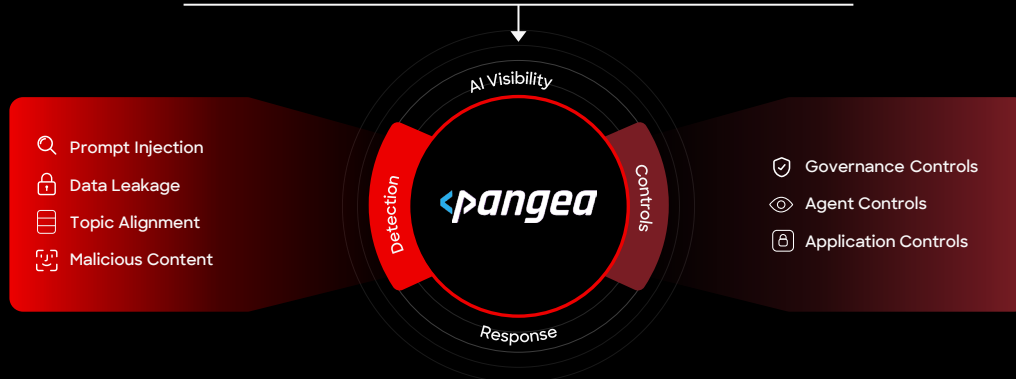 AI Visibility
Prompt Injection
Data Leakage
Topic Alignment
Malicious Content
Detection
pangea
Controls
Governance Controls
Agent Controls
Application Controls
Response